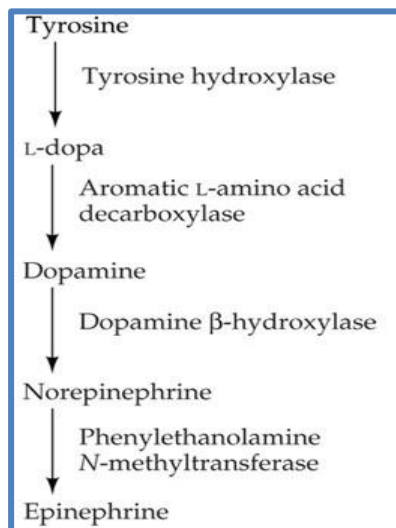 Tyrosine
Tyrosine hydroxylase
L-dopa
Aromatic L-amino acid
decarboxylase
Dopamine
Dopamine β-hydroxylase
Norepinephrine
Phenylethanolamine
N-methyltransferase
Epinephrine